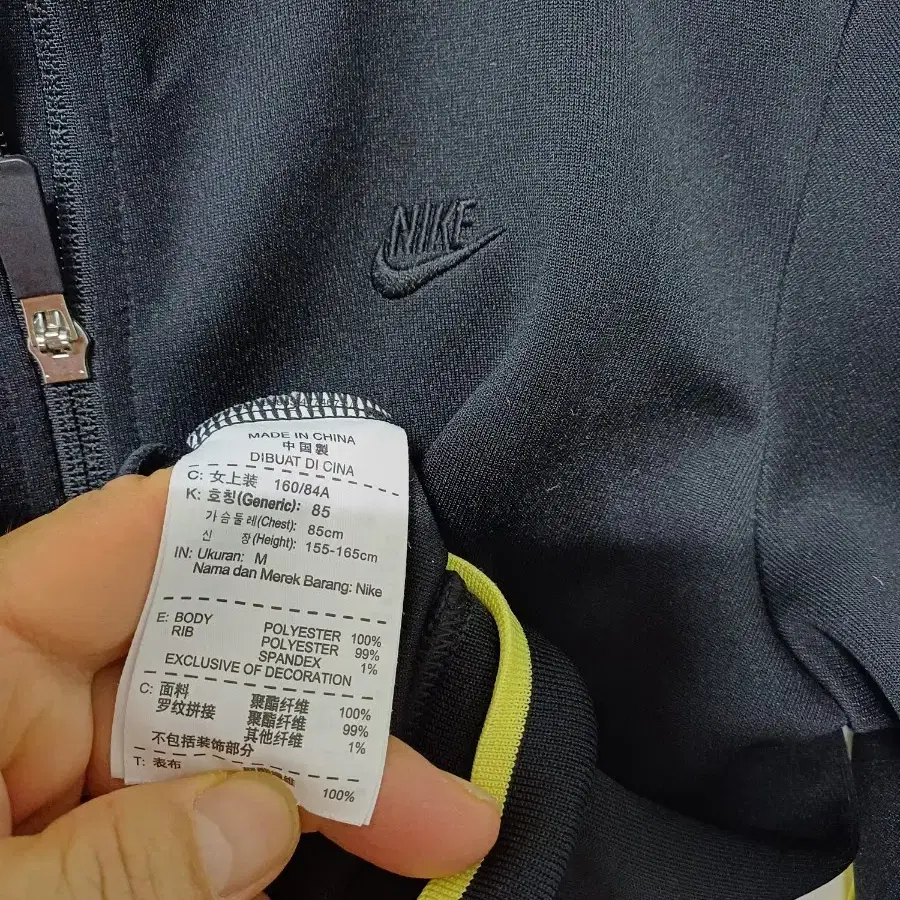 NIKE
MADE IN CHINA
中国製
DIBUAT DI CINA
C: 女上装 160/84A
K: 호칭(Generic): 85
가슴둘레(Chest): 85cm
신 장(Height): 155-165cm
IN: Ukuran: M
Nama dan Merek Barang: Nike
E: BODY POLYESTER 100%
RIB POLYESTER 99%
SPANDEX 1%
EXCLUSIVE OF DECORATION
C: 面料 聚酯纤维 100%
罗纹拼接 聚酯纤维 99%
其他纤维 1%
不包括装饰部分
T: 表布 100%